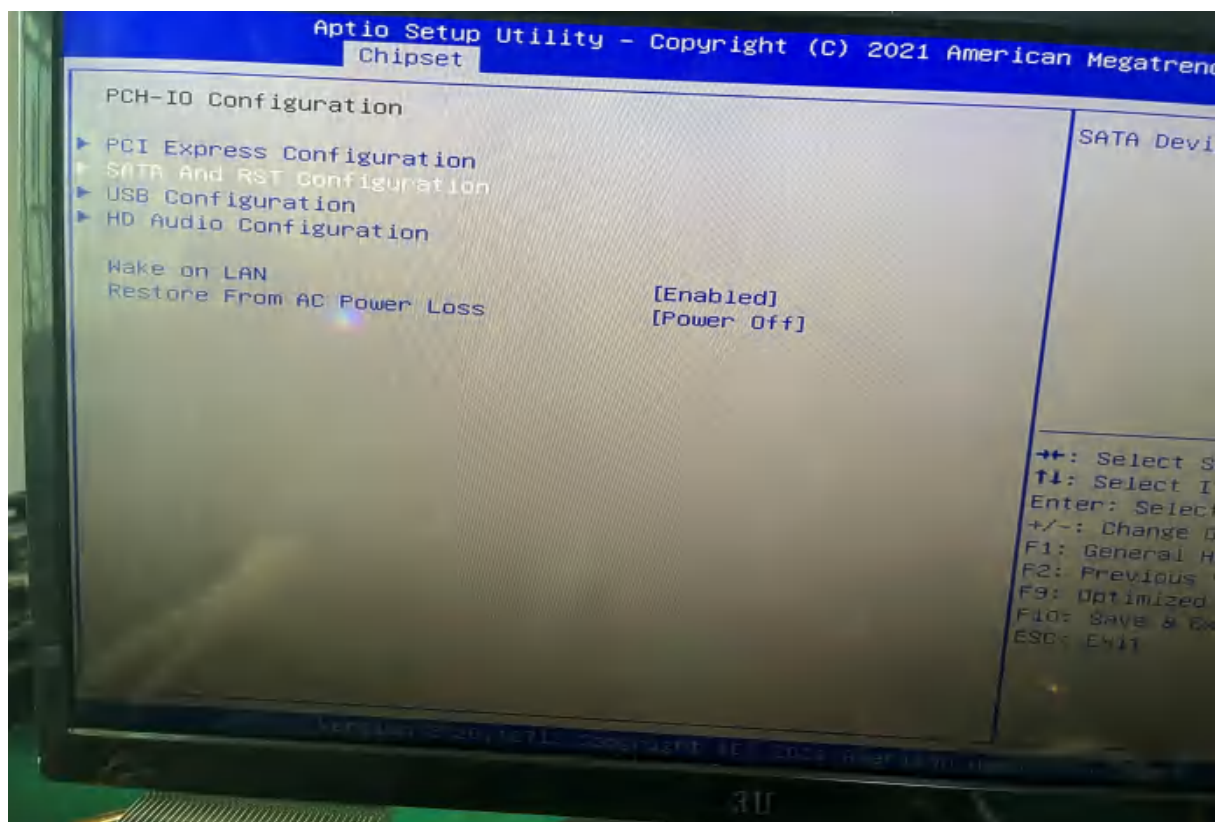 Aptio Setup Utility – Copyright (C) 2021 American Megatrend
Chipset
PCH-IO Configuration
► PCI Express Configuration
► SATA And RST Configuration
► USB Configuration
► HD Audio Configuration
Wake on LAN [Enabled]
Restore From AC Power Loss [Power Off]
SATA Devi
→←: Select S
↑↓: Select I
Enter: Select
+/-: Change O
F1: General H
F2: Previous
F9: Optimized
F10: Save & Ex
ESC: Exit
Version